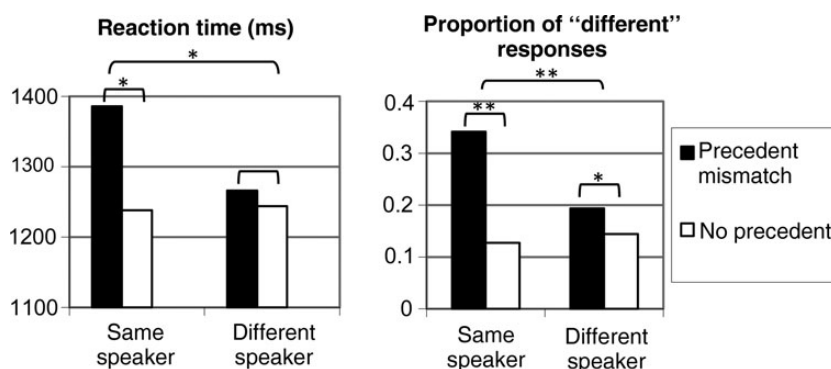 Reaction time (ms)
*
*
1400
1300
1200
1100
Same
speaker
Different
speaker
Proportion of “different”
responses
**
**
*
0.4
0.3
0.2
0.1
0
Same
speaker
Different
speaker
Precedent
mismatch
No precedent